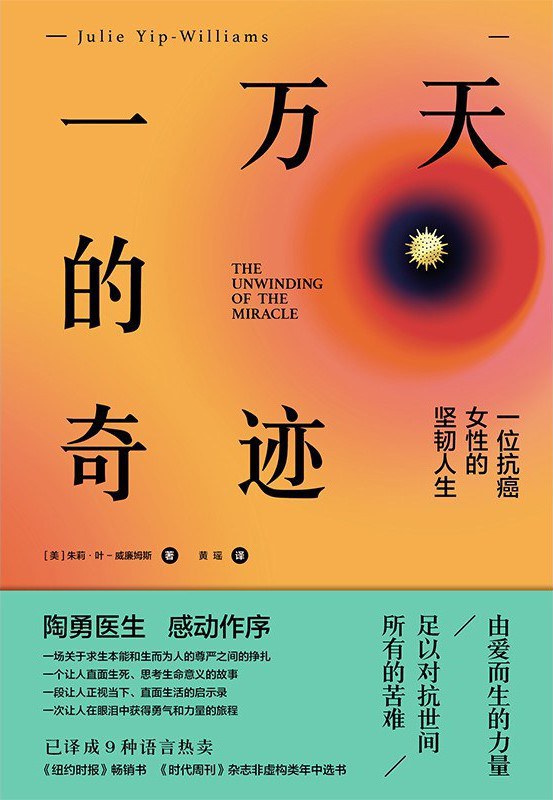 Julie Yip-Williams
一万天
的
奇迹
THE
UNWINDING
OF THE
MIRACLE
一位抗癌
女性的
坚韧人生
[美]朱莉·叶－威廉姆斯 著 黄瑶 译
陶勇医生 感动作序
一场关于求生本能和生而为人的尊严之间的挣扎
一个让人直面生死、思考生命意义的故事
一段让人正视当下、直面生活的启示录
一次让人在眼泪中获得勇气和力量的旅程
已译成9种语言热卖
《纽约时报》畅销书 《时代周刊》杂志非虚构类年中选书
由爱而生的力量
足以对抗世间
所有的苦难